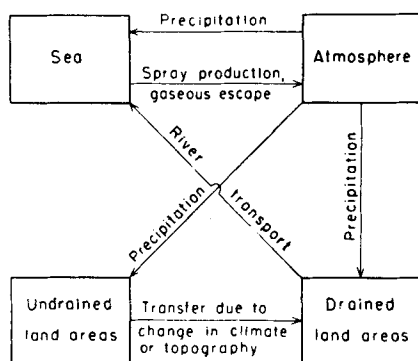 Precipitation
Sea
Atmosphere
Spray production,
gaseous escape
River
transport
Precipitation
Precipitation
Undrained
land areas
Transfer due to
change in climate
or topography
Drained
land areas